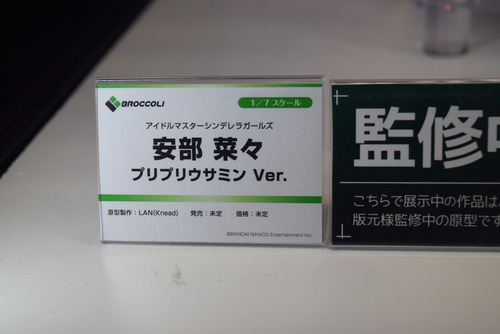 BROCCOLI
1/7 スケール
アイドルマスターシンデレラガールズ
安部 菜々
プリプリウサミン Ver.
原型製作：LAN(Knead) 発売：未定 価格：未定
©BANDAI NAMCO Entertainment Inc.
監修
こちらで展示中の作品は、
版元様監修中の原型です